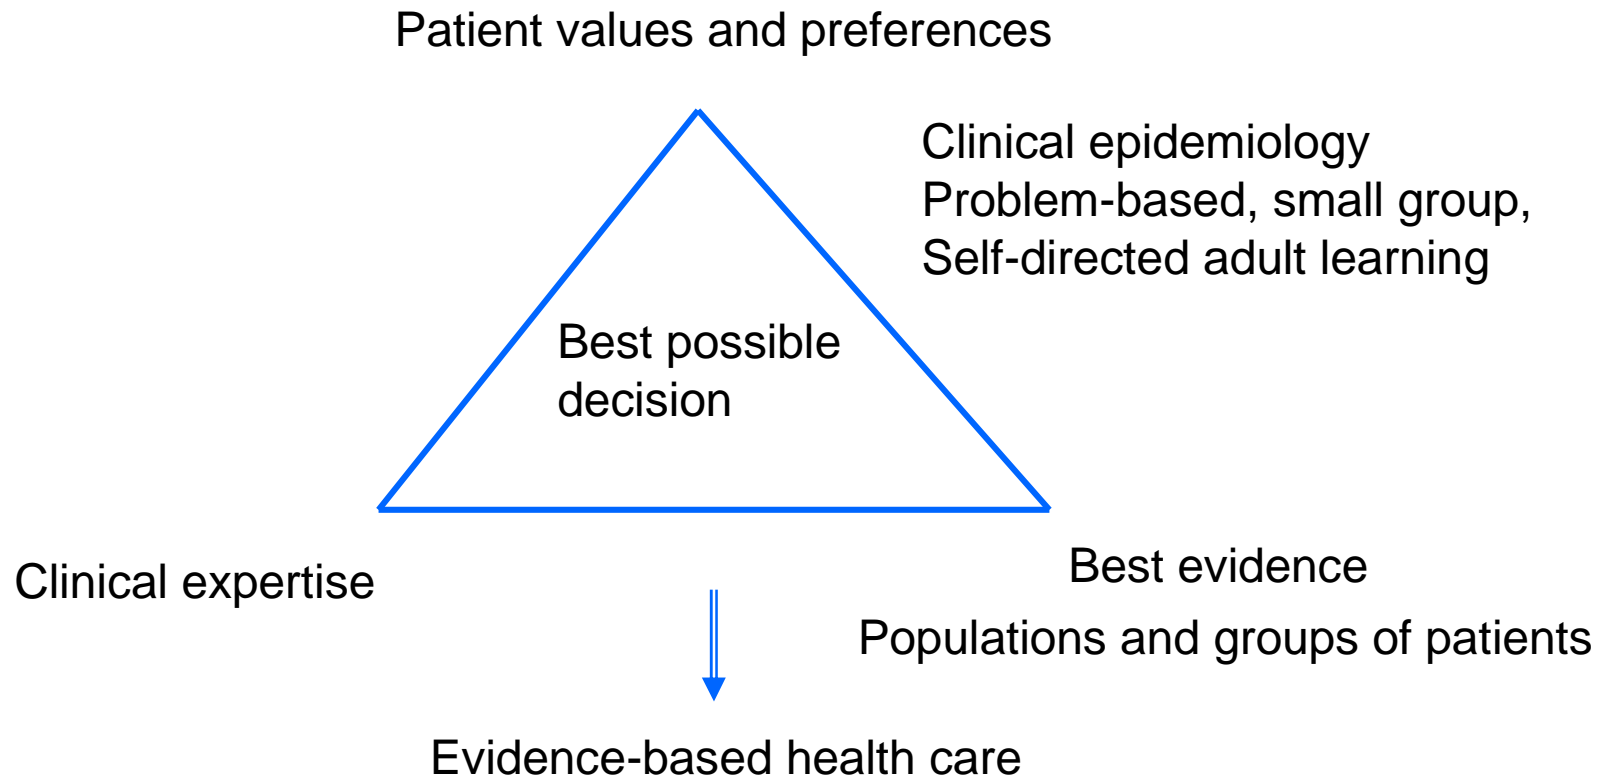 Patient values and preferences
Clinical epidemiology
Problem-based, small group,
Self-directed adult learning
Best possible
decision
Clinical expertise
Best evidence
Populations and groups of patients
Evidence-based health care